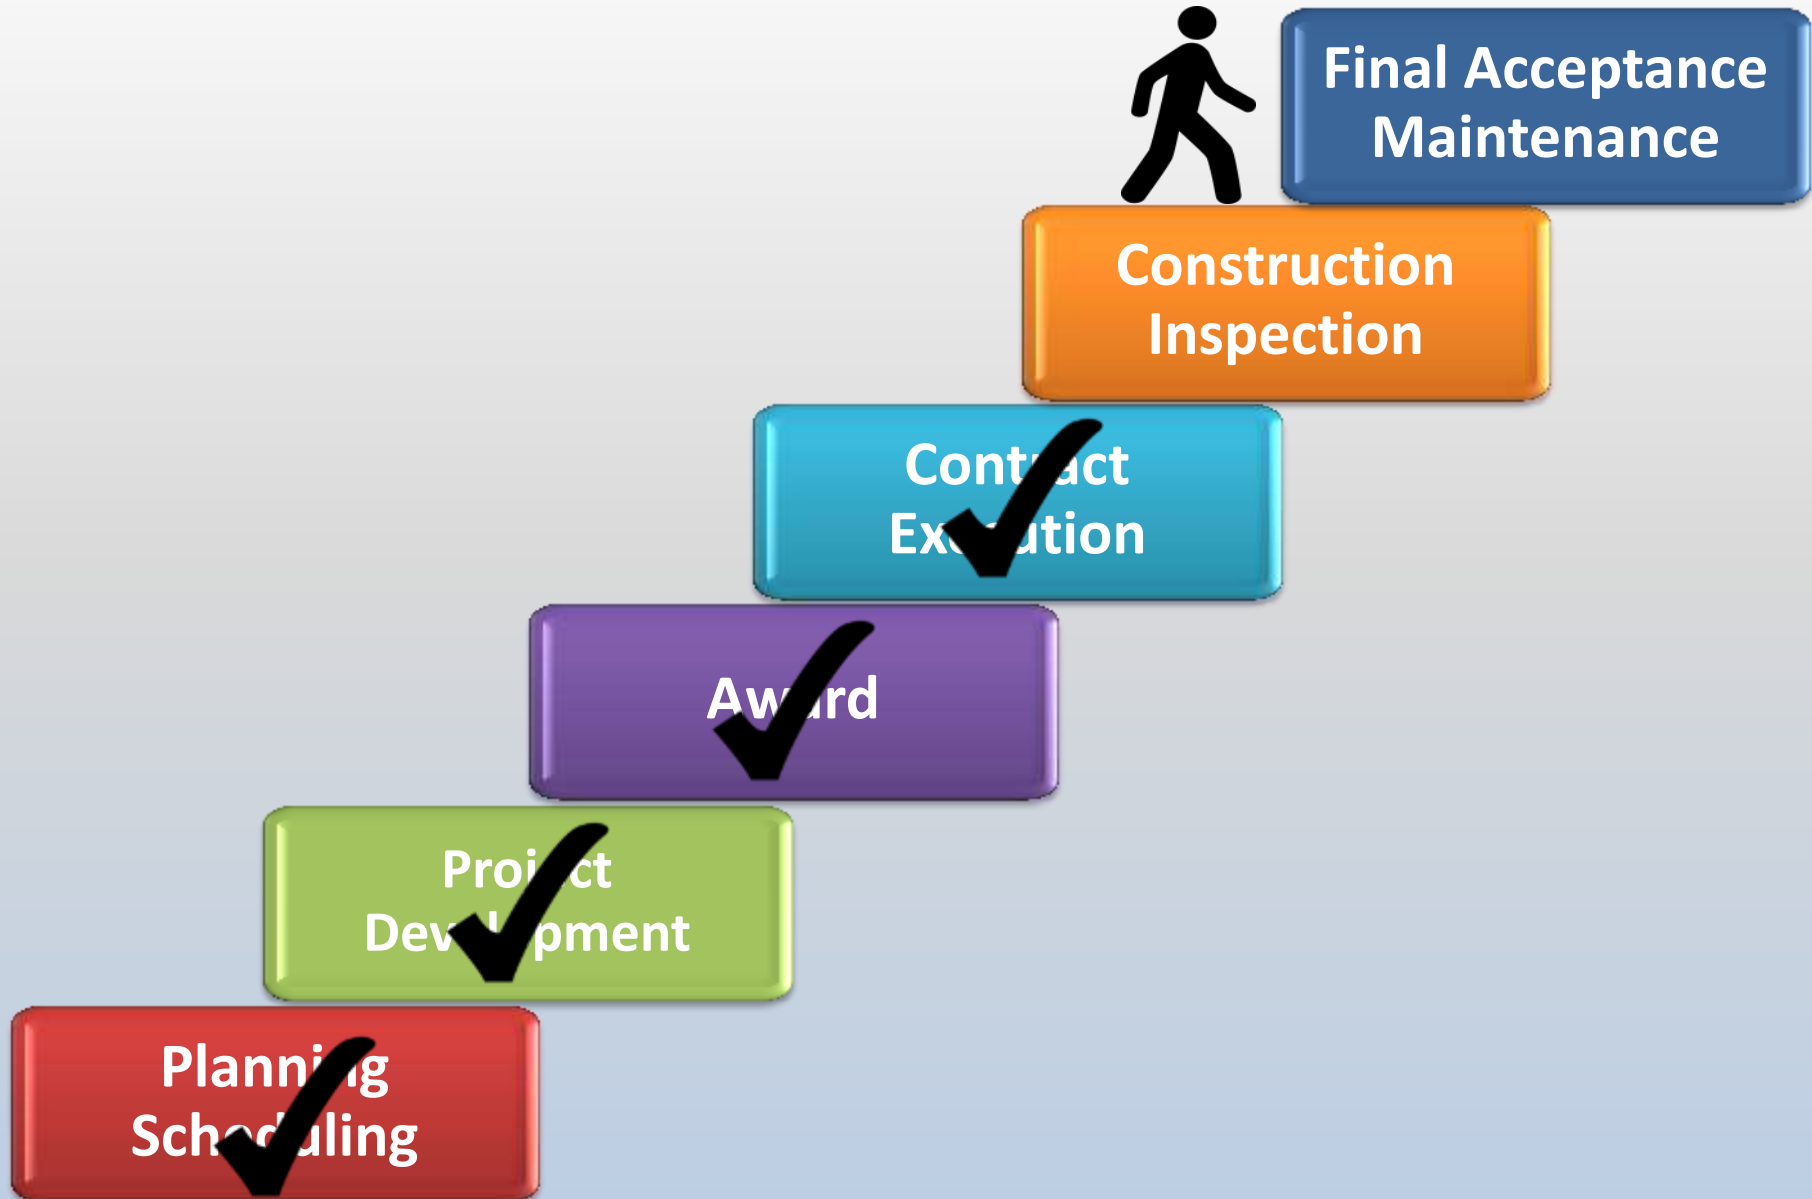 Final Acceptance
Maintenance
Construction
Inspection
Contract
Execution
Award
Project
Development
Planning
Scheduling